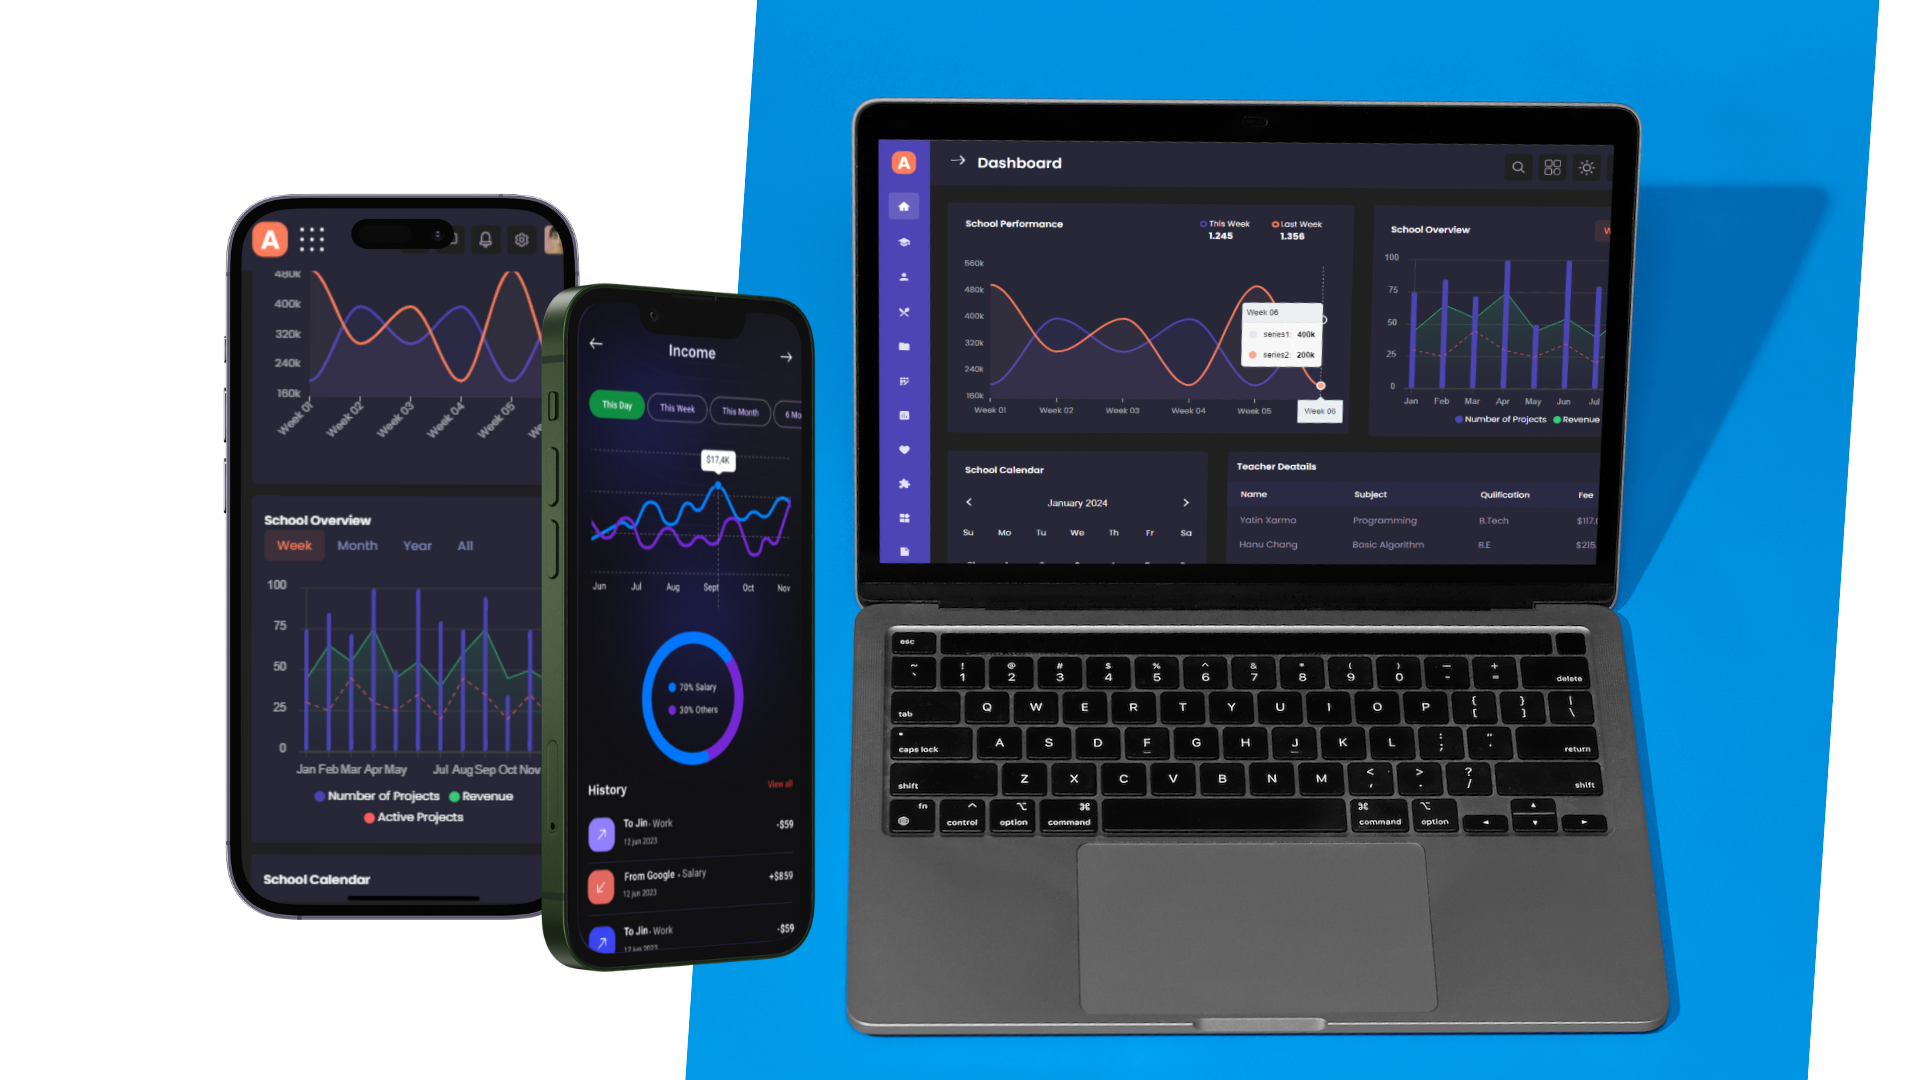 A
480k
400k
320k
240k
160k
Week 01
Week 02
Week 03
Week 04
Week 05
School Overview
Week Month Year All
100
75
50
25
0
Jan Feb Mar Apr May Jul Aug Sep Oct Nov
Number of Projects Revenue
Active Projects
School Calendar
Income
This Day This Week This Month 6 Mo
$17,4K
Jun Jul Aug Sept Oct Nov
70% Salary
30% Others
History View all
To Jin - Work -$59
12 jun 2023
From Google - Salary +$859
12 jun 2023
To Jin - Work -$59
12 jun 2023
A
Dashboard
School Performance
This Week Last Week
1.245 1.356
560k
480k
400k
320k
240k
160k
Week 01 Week 02 Week 03 Week 04 Week 05 Week 06
Week 06
series1: 400k
series2: 200k
School Overview W
100
75
50
25
0
Jan Feb Mar Apr May Jun Jul
Number of Projects Revenue
School Calendar
January 2024
Su Mo Tu We Th Fr Sa
Teacher Deatails
Name Subject Qulification Fee
Yatin Xarma Programming B.Tech $117.
Hanu Chang Basic Algorithm B.E $215
esc
~ ! @ # $ % ^ & * ( ) — +
` 1 2 3 4 5 6 7 8 9 0 - = delete
tab Q W E R T Y U I O P { [ } ] | \
caps lock A S D F G H J K L : ; " ' return
shift Z X C V B N M < , > . ? / shift
fn control option command command option